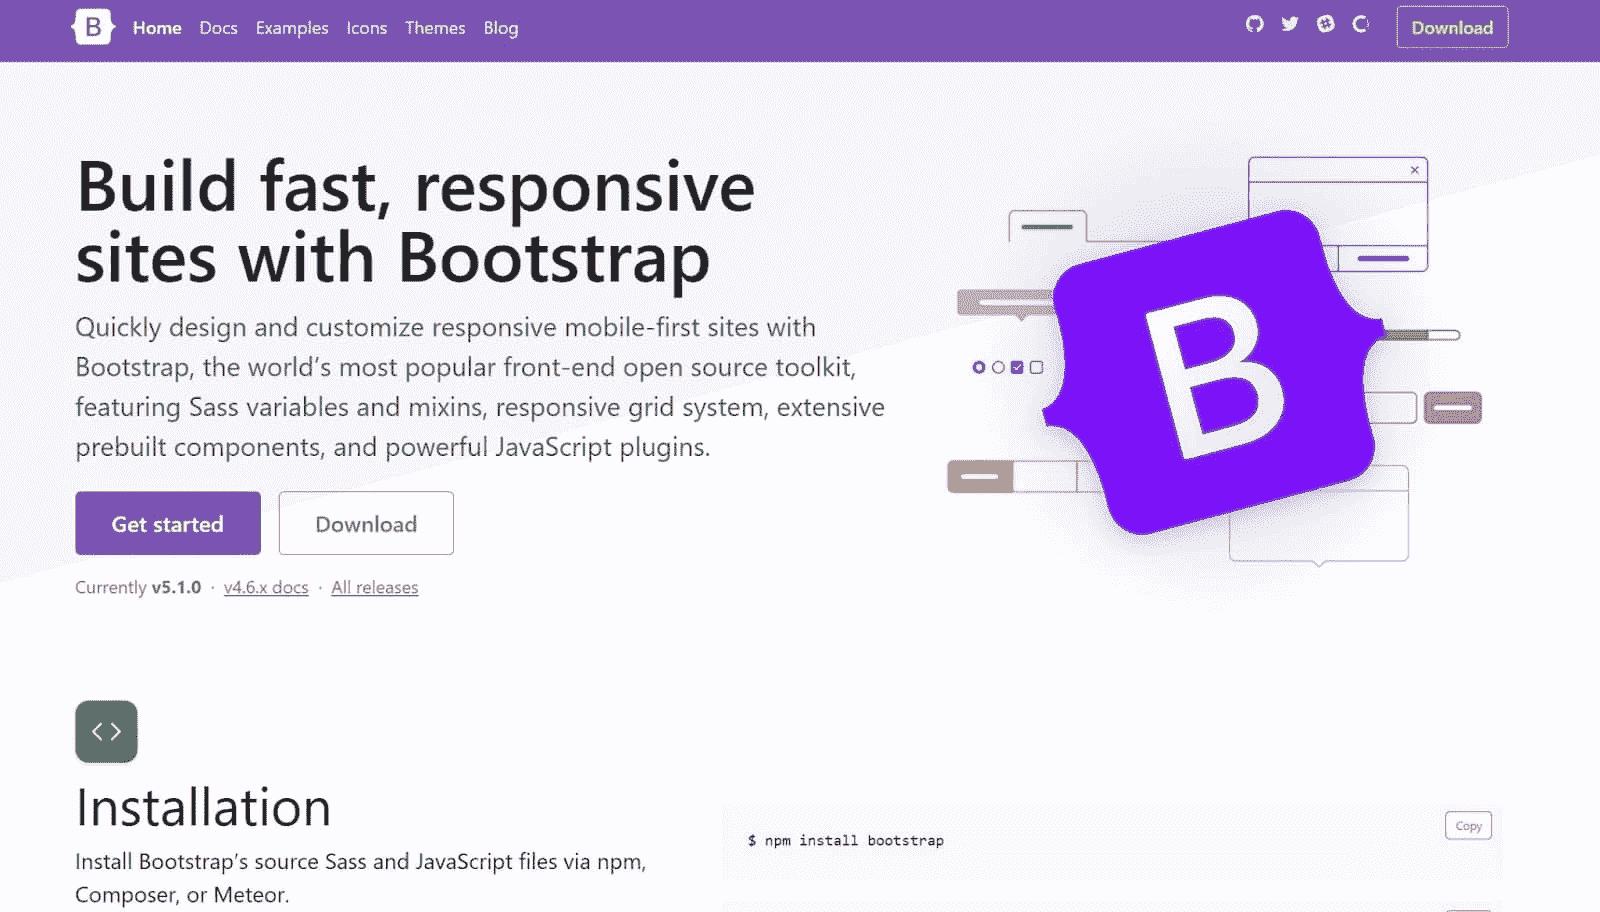 B Home Docs Examples Icons Themes Blog Download
Build fast, responsive
sites with Bootstrap
Quickly design and customize responsive mobile-first sites with
Bootstrap, the world’s most popular front-end open source toolkit,
featuring Sass variables and mixins, responsive grid system, extensive
prebuilt components, and powerful JavaScript plugins.
Get started Download
Currently v5.1.0 · v4.6.x docs · All releases
B
Installation
Install Bootstrap’s source Sass and JavaScript files via npm,
Composer, or Meteor.
Copy
$ npm install bootstrap